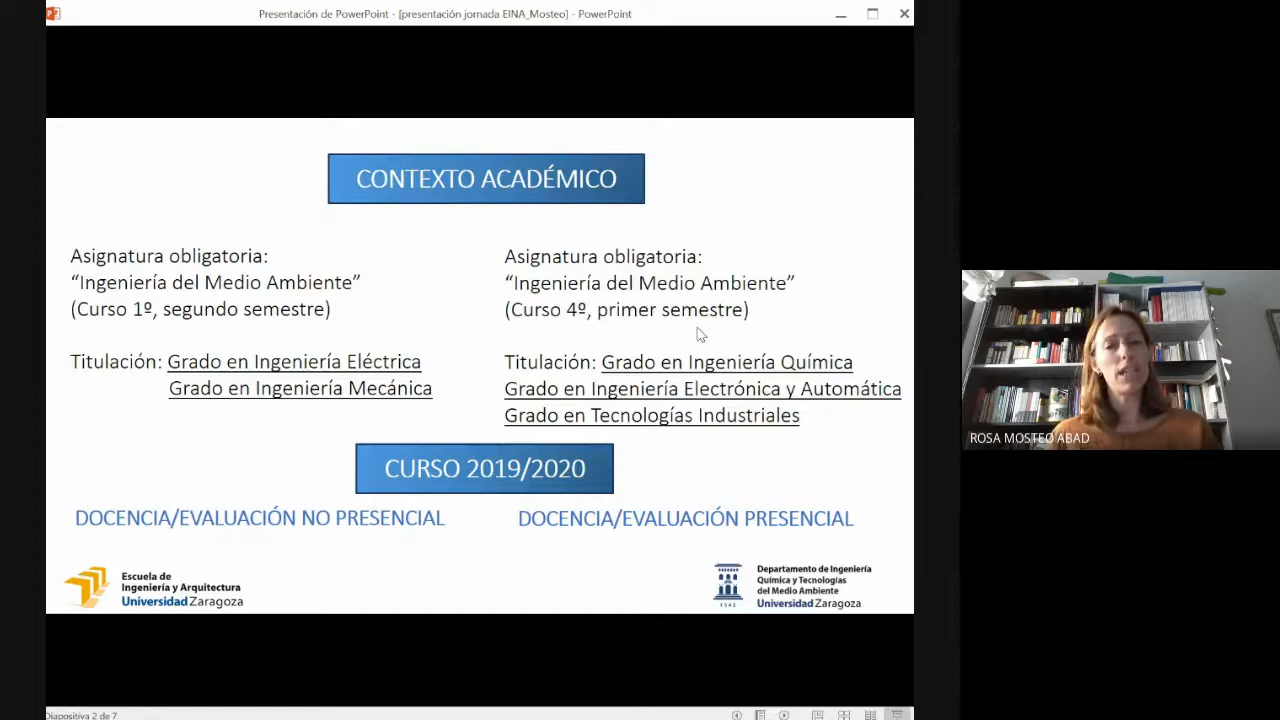 Presentación de PowerPoint - [presentación jornada EINA_Mosteo] - PowerPoint
CONTEXTO ACADÉMICO
Asignatura obligatoria:
“Ingeniería del Medio Ambiente”
(Curso 1º, segundo semestre)
Titulación: Grado en Ingeniería Eléctrica
Grado en Ingeniería Mecánica
Asignatura obligatoria:
“Ingeniería del Medio Ambiente”
(Curso 4º, primer semestre)
Titulación: Grado en Ingeniería Química
Grado en Ingeniería Electrónica y Automática
Grado en Tecnologías Industriales
CURSO 2019/2020
DOCENCIA/EVALUACIÓN NO PRESENCIAL
DOCENCIA/EVALUACIÓN PRESENCIAL
Escuela de
Ingeniería y Arquitectura
Universidad Zaragoza
1542
Departamento de Ingeniería
Química y Tecnologías
del Medio Ambiente
Universidad Zaragoza
ROSA MOSTEO ABAD
Diapositiva 2 de 7